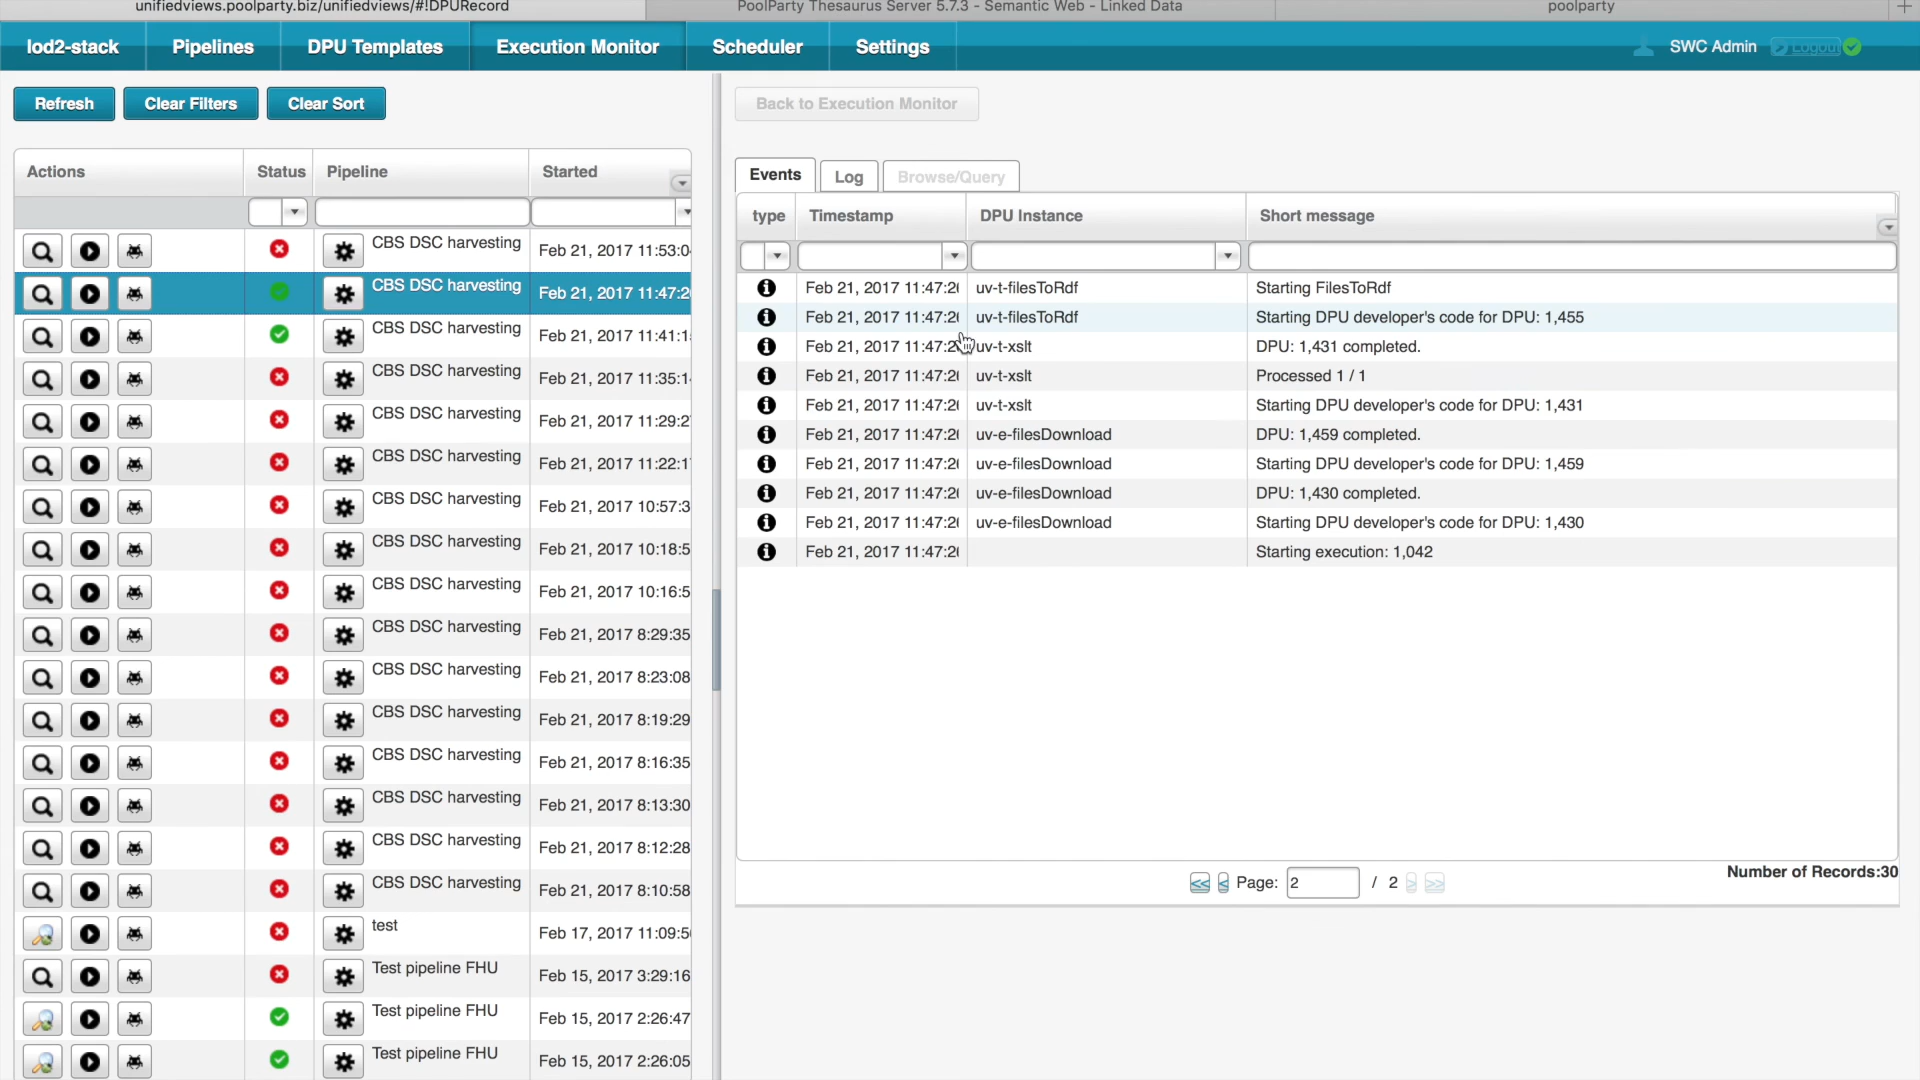 unifiedviews.poolparty.biz/unifiedviews/#!DPURecord
PoolParty Thesaurus Server 5.7.3 - Semantic Web - Linked Data
poolparty
lod2-stack Pipelines DPU Templates Execution Monitor Scheduler Settings SWC Admin Logout
Refresh Clear Filters Clear Sort
Back to Execution Monitor
Actions Status Pipeline Started
CBS DSC harvesting Feb 21, 2017 11:53:0
CBS DSC harvesting Feb 21, 2017 11:47:2
CBS DSC harvesting Feb 21, 2017 11:41:1
CBS DSC harvesting Feb 21, 2017 11:35:1
CBS DSC harvesting Feb 21, 2017 11:29:2
CBS DSC harvesting Feb 21, 2017 11:22:1
CBS DSC harvesting Feb 21, 2017 10:57:3
CBS DSC harvesting Feb 21, 2017 10:18:5
CBS DSC harvesting Feb 21, 2017 10:16:5
CBS DSC harvesting Feb 21, 2017 8:29:35
CBS DSC harvesting Feb 21, 2017 8:23:08
CBS DSC harvesting Feb 21, 2017 8:19:29
CBS DSC harvesting Feb 21, 2017 8:16:35
CBS DSC harvesting Feb 21, 2017 8:13:30
CBS DSC harvesting Feb 21, 2017 8:12:28
CBS DSC harvesting Feb 21, 2017 8:10:58
test Feb 17, 2017 11:09:5
Test pipeline FHU Feb 15, 2017 3:29:16
Test pipeline FHU Feb 15, 2017 2:26:47
Test pipeline FHU Feb 15, 2017 2:26:05
Events Log Browse/Query
type Timestamp DPU Instance Short message
Feb 21, 2017 11:47:2 uv-t-filesToRdf Starting FilesToRdf
Feb 21, 2017 11:47:2 uv-t-filesToRdf Starting DPU developer's code for DPU: 1,455
Feb 21, 2017 11:47:2 uv-t-xslt DPU: 1,431 completed.
Feb 21, 2017 11:47:2 uv-t-xslt Processed 1 / 1
Feb 21, 2017 11:47:2 uv-t-xslt Starting DPU developer's code for DPU: 1,431
Feb 21, 2017 11:47:2 uv-e-filesDownload DPU: 1,459 completed.
Feb 21, 2017 11:47:2 uv-e-filesDownload Starting DPU developer's code for DPU: 1,459
Feb 21, 2017 11:47:2 uv-e-filesDownload DPU: 1,430 completed.
Feb 21, 2017 11:47:2 uv-e-filesDownload Starting DPU developer's code for DPU: 1,430
Feb 21, 2017 11:47:2 Starting execution: 1,042
<< < Page: 2 / 2 > >>
Number of Records:30